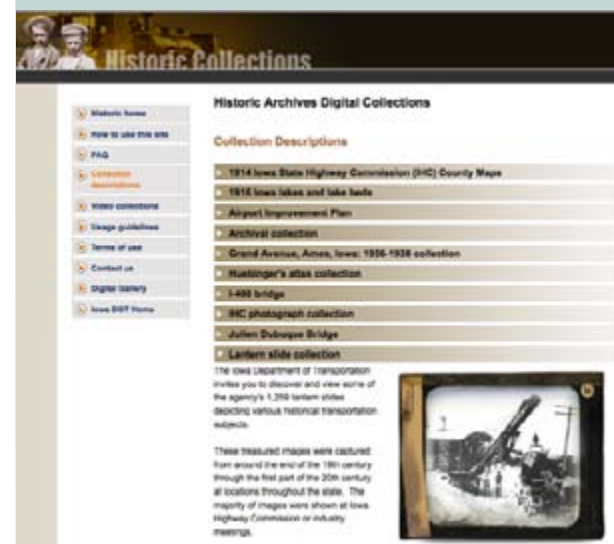 Historic Collections
Historic home
How to use this site
FAQ
Collection
descriptions
Video collections
Usage guidelines
Terms of use
Contact us
Digital Gallery
Iowa DOT Home
Historic Archives Digital Collections
Collection Descriptions
1914 Iowa State Highway Commission (IHC) County Maps
1916 Iowa lakes and lake beds
Airport Improvement Plan
Archival collection
Grand Avenue, Ames, Iowa: 1936-1938 collection
Huebinger's atlas collection
I-480 bridge
IHC photograph collection
Julien Dubuque Bridge
Lantern slide collection
The Iowa Department of Transportation
invites you to discover and view some of
the agency's lantern slides
depicting various historical transportation
subjects.
These treasured images were captured
from around the end of the 19th century
through the first part of the 20th century
at locations throughout the state. The
majority of images were shown at Iowa
Highway Commission or industry
meetings.